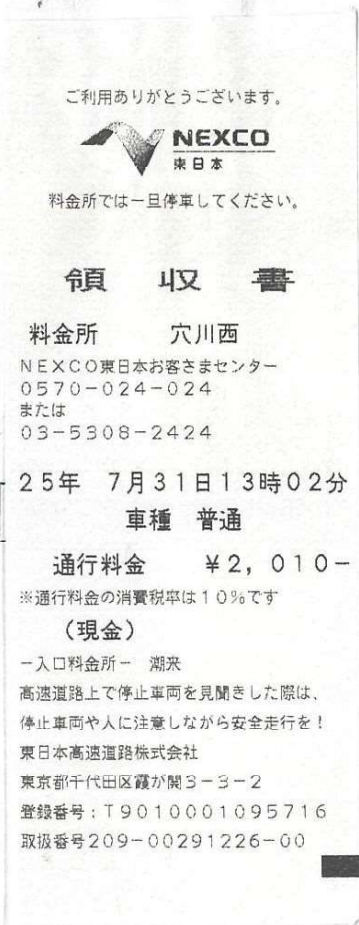 ご利用ありがとうございます。
NEXCO
東日本
料金所では一旦停車してください。
領 収 書
料金所 穴川西
NEXCO東日本お客さまセンター
0570-024-024
または
03-5308-2424
25年 7月31日13時02分
車種 普通
通行料金 ¥2,010-
※通行料金の消費税率は10%です
(現金)
-入口料金所- 潮来
高速道路上で停止車両を見聞きした際は、
停止車両や人に注意しながら安全走行を!
東日本高速道路株式会社
東京都千代田区霞が関3-3-2
登録番号:T9010001095716
取扱番号209-00291226-00